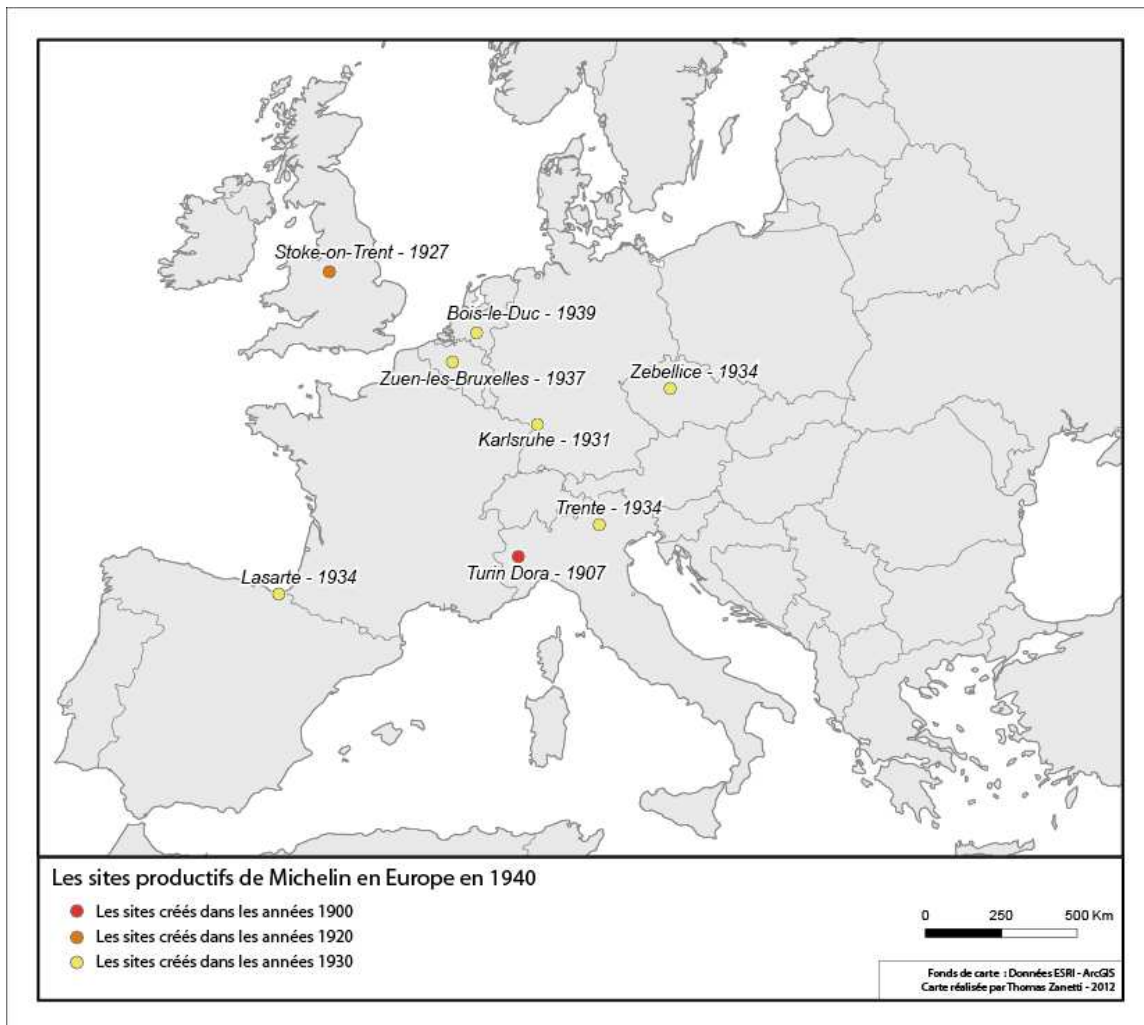 Stoke-on-Trent - 1927
Bois-le-Duc - 1939
Zuen-les-Bruxelles - 1937
Zebellice - 1934
Karlsruhe - 1931
Trente - 1934
Turin Dora - 1907
Lasarte - 1934
Les sites productifs de Michelin en Europe en 1940
Les sites créés dans les années 1900
Les sites créés dans les années 1920
Les sites créés dans les années 1930
0 250 500 Km
Fonds de carte : Données ESRI - ArcGIS
Carte réalisée par Thomas Zanetti - 2012